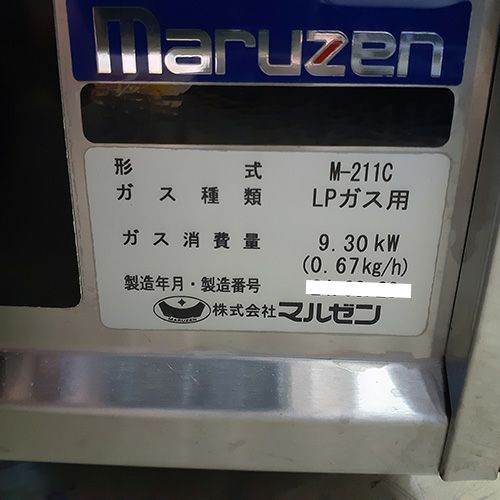 maruzen
形式 M-211C
ガス種類 LPガス用
ガス消費量 9.30kW
(0.67kg/h)
製造年月・製造番号
MARUZEN 株式会社マルゼン